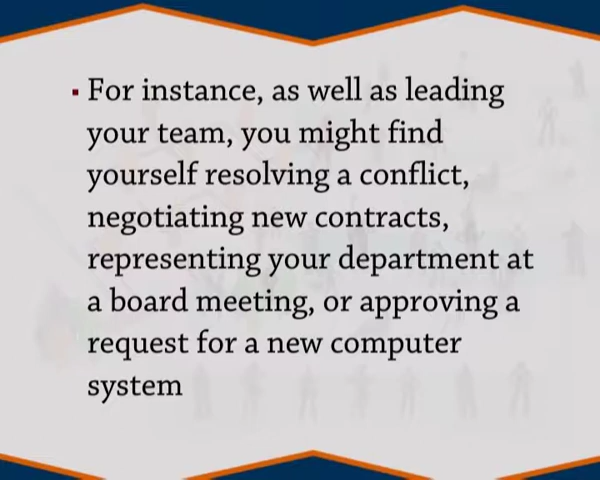 ▪ For instance, as well as leading
your team, you might find
yourself resolving a conflict,
negotiating new contracts,
representing your department at
a board meeting, or approving a
request for a new computer
system